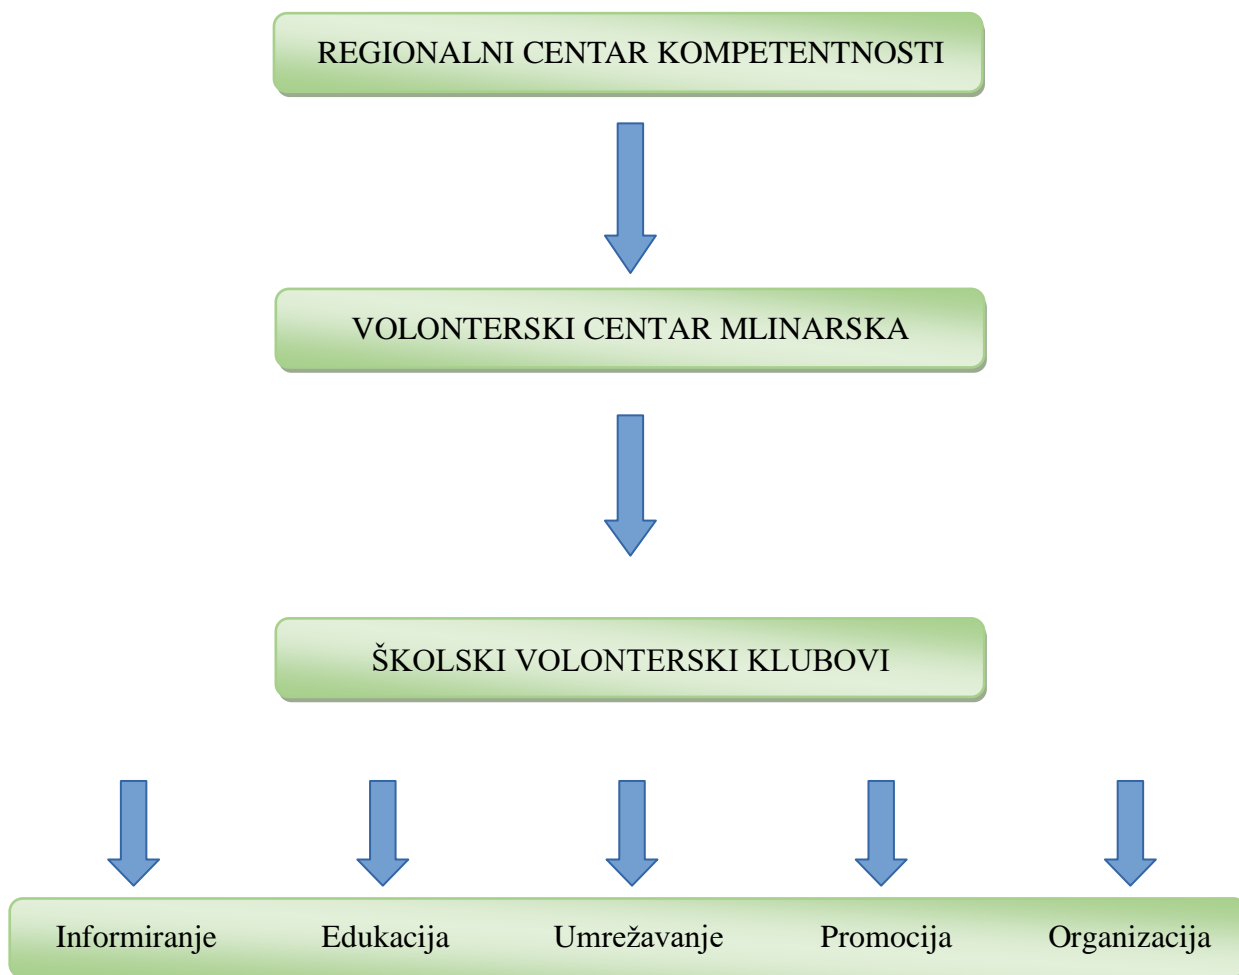 REGIONALNI CENTAR KOMPETENTNOSTI
VOLONTERSKI CENTAR MLINARSKA
ŠKOLSKI VOLONTERSKI KLUBOVI
Informiranje Edukacija Umrežavanje Promocija Organizacija